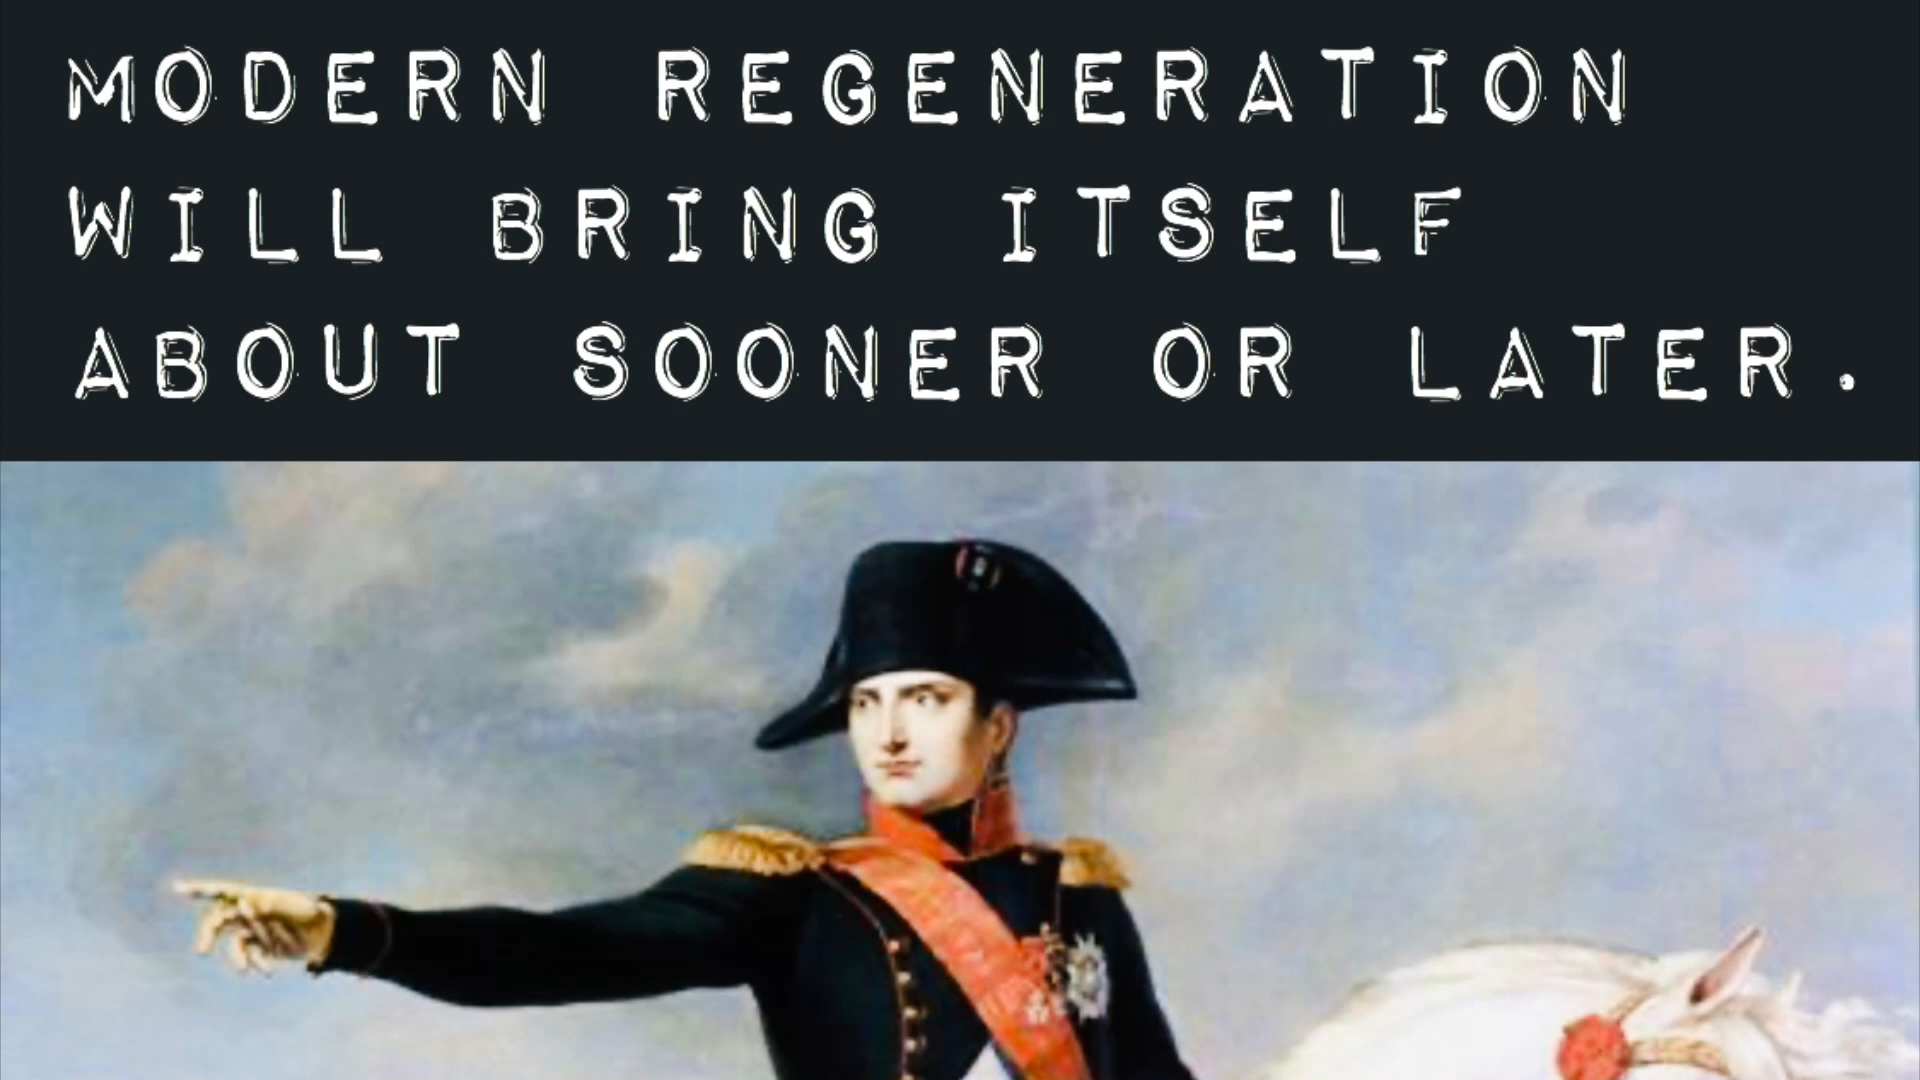 MODERN REGENERATION
WILL BRING ITSELF
ABOUT SOONER OR LATER.